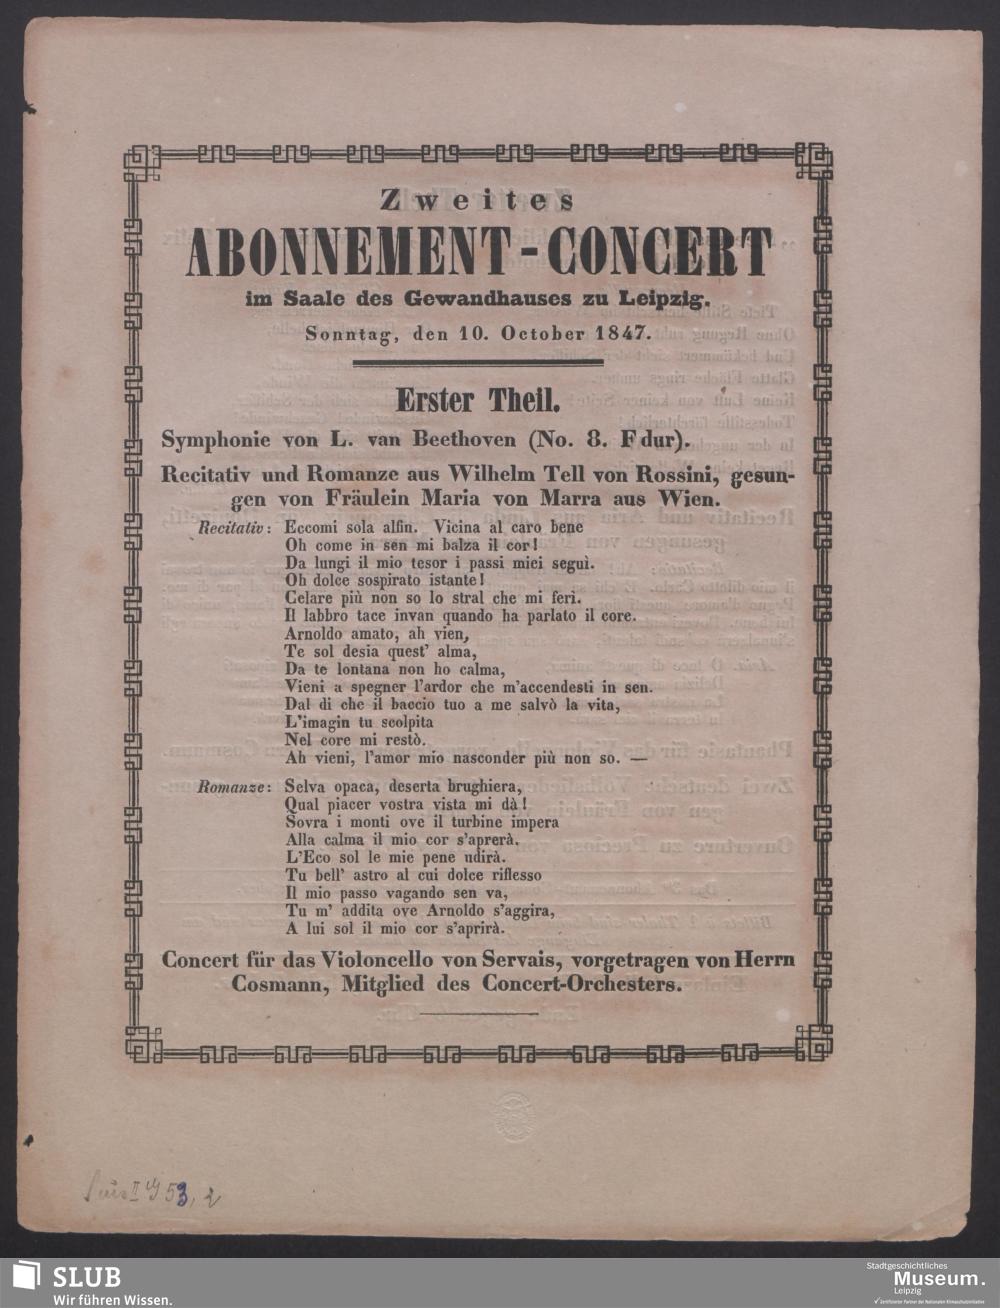 Zweites
ABONNEMENT-CONCERT
im Saale des Gewandhauses zu Leipzig.
Sonntag, den 10. October 1847.
Erster Theil.
Symphonie von L. van Beethoven (No. 8. F dur).
Recitativ und Romanze aus Wilhelm Tell von Rossini, gesun-
gen von Fräulein Maria von Marra aus Wien.
Recitativ: Eccomi sola alfin. Vicina al caro bene
Oh come in sen mi balza il cor!
Da lungi il mio tesor i passi miei seguì.
Oh dolce sospirato istante!
Celare più non so lo stral che mi ferì.
Il labbro tace invan quando ha parlato il core.
Arnoldo amato, ah vien,
Te sol desia quest' alma,
Da te lontana non ho calma,
Vieni a spegner l'ardor che m'accendesti in sen.
Dal dì che il baccio tuo a me salvò la vita,
L'imagin tu scolpita
Nel core mi restò.
Ah vieni, l'amor mio nasconder più non so. —
Romanze: Selva opaca, deserta brughiera,
Qual piacer vostra vista mi dà!
Sovra i monti ove il turbine impera
Alla calma il mio cor s'aprerà.
L'Eco sol le mie pene udirà.
Tu bell' astro al cui dolce riflesso
Il mio passo vagando sen va,
Tu m' addita ove Arnoldo s'aggira,
A lui sol il mio cor s'aprirà.
Concert für das Violoncello von Servais, vorgetragen von Herrn
Cosmann, Mitglied des Concert-Orchesters.
53, 2
SLUB
Wir führen Wissen.
Stadtgeschichtliches
Museum.
Leipzig
Zertifizierter Partner der Nationalen Klimaschutzinitiative